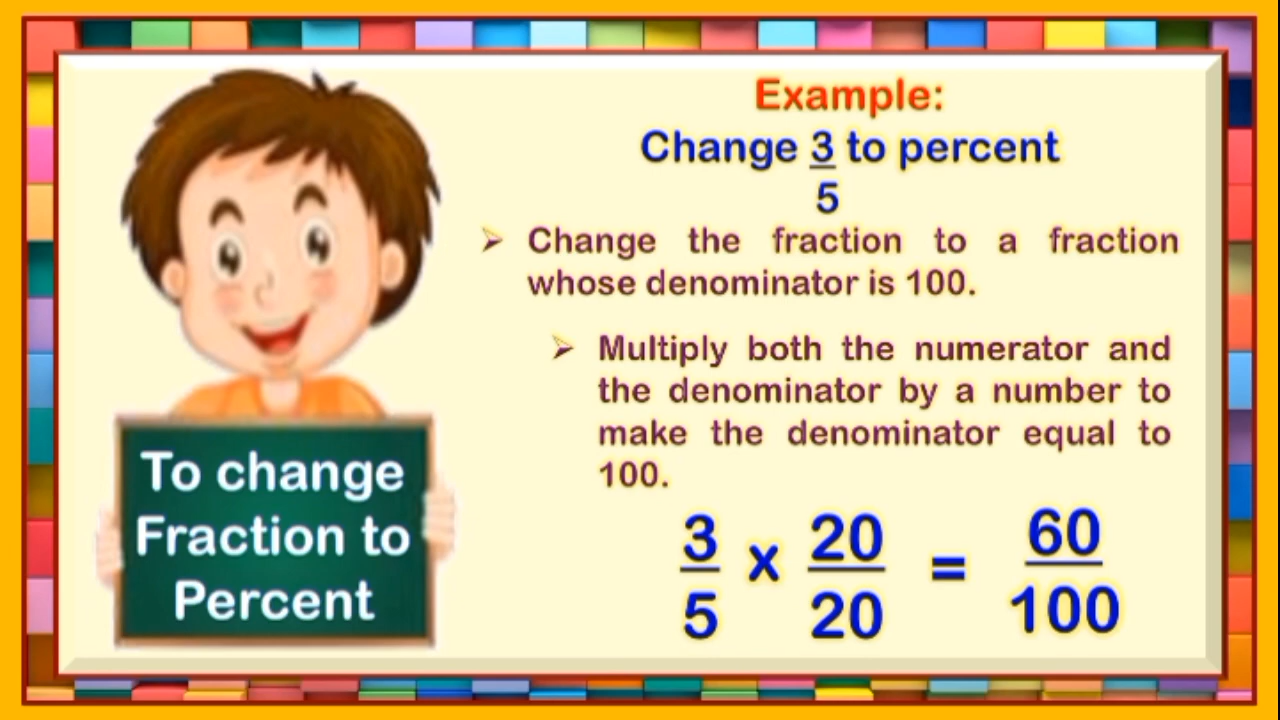 Example:
Change 3 to percent
5
➢ Change the fraction to a fraction
whose denominator is 100.
➢ Multiply both the numerator and
the denominator by a number to
make the denominator equal to
100.
3 x 20 = 60
5 20 100
To change
Fraction to
Percent